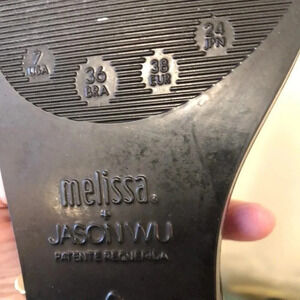 7 USA
36 BRA
38 EUR
24 JPN
melissa®
+
JASON WU
PATENTE REQUERIDA